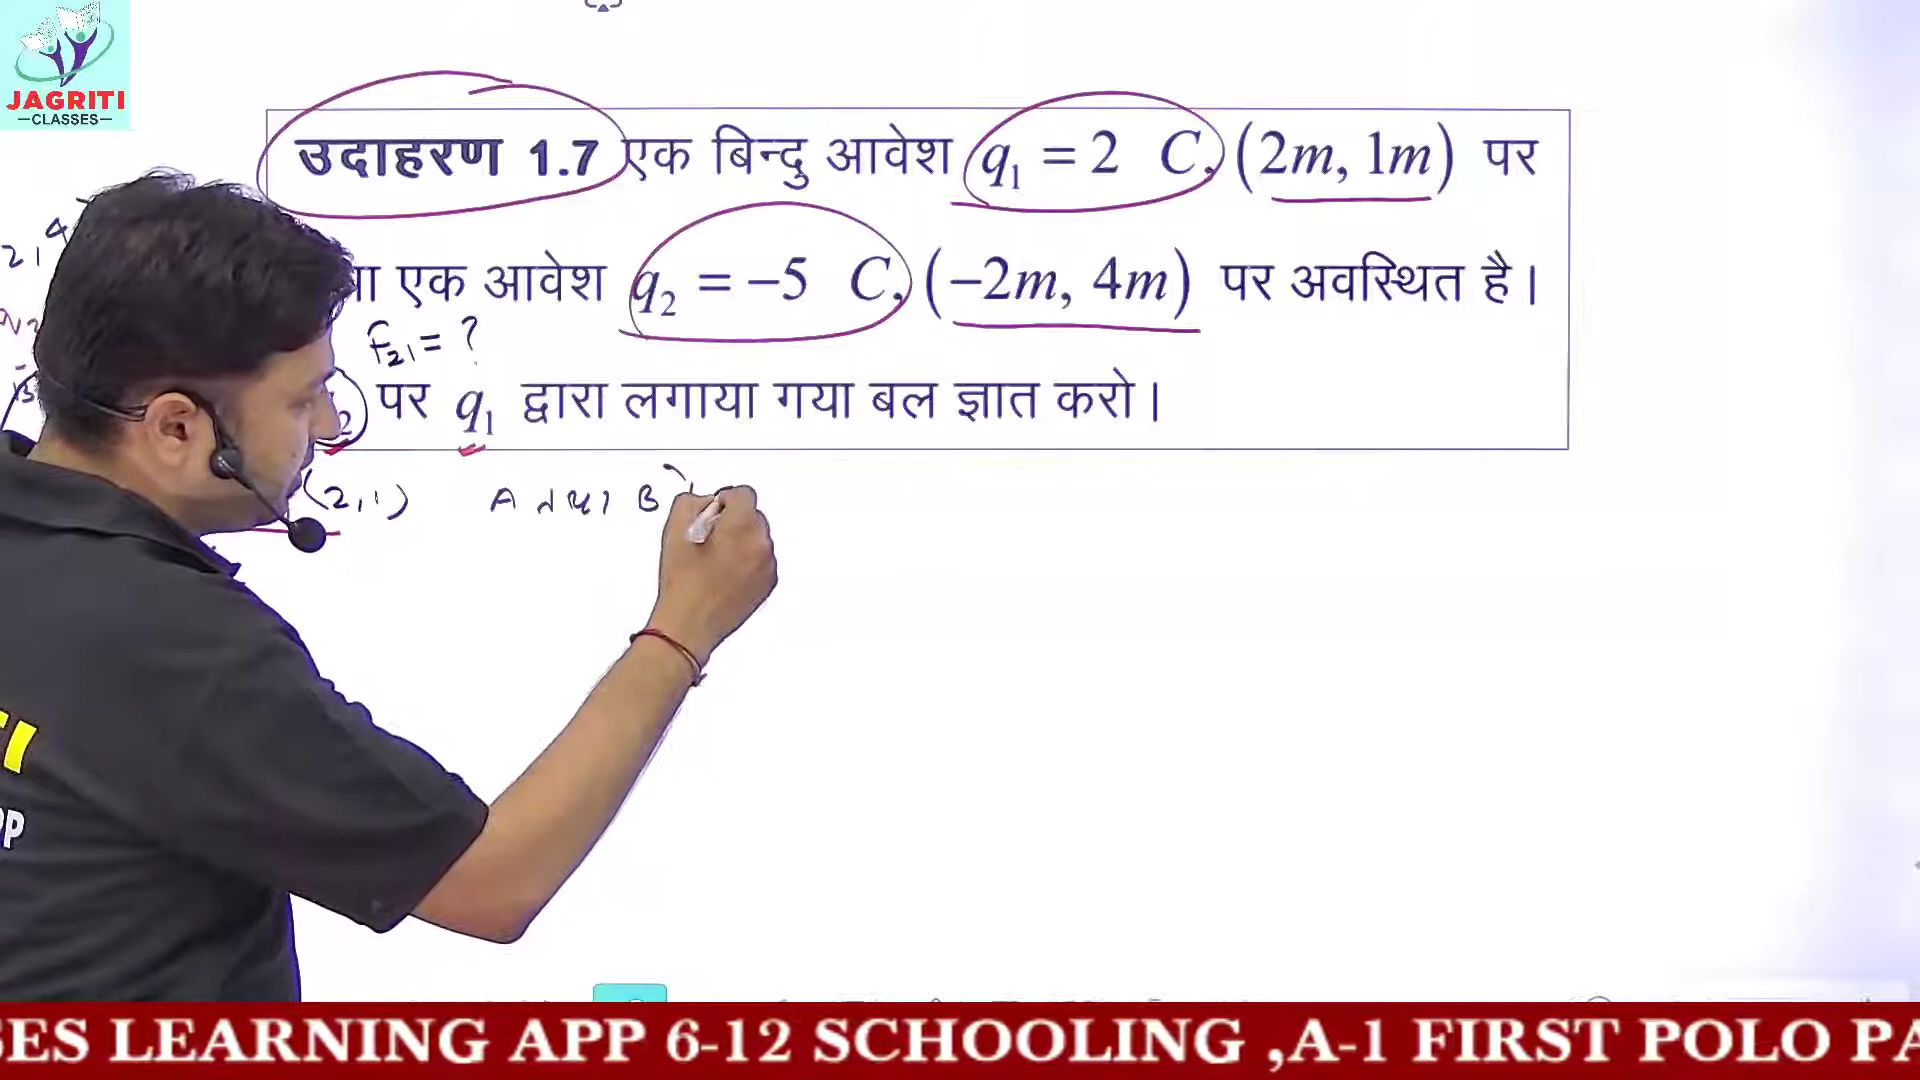 JAGRITI
—CLASSES—
उदाहरण 1.7 एक बिन्दु आवेश q₁ = 2 C, (2m, 1m) पर
एक आवेश q₂ = −5 C, (−2m, 4m) पर अवस्थित है।
F₂₁ = ?
पर q₁ द्वारा लगाया गया बल ज्ञात करो।
(2,1) A तथा B
LEARNING APP 6-12 SCHOOLING ,A-1 FIRST POLO